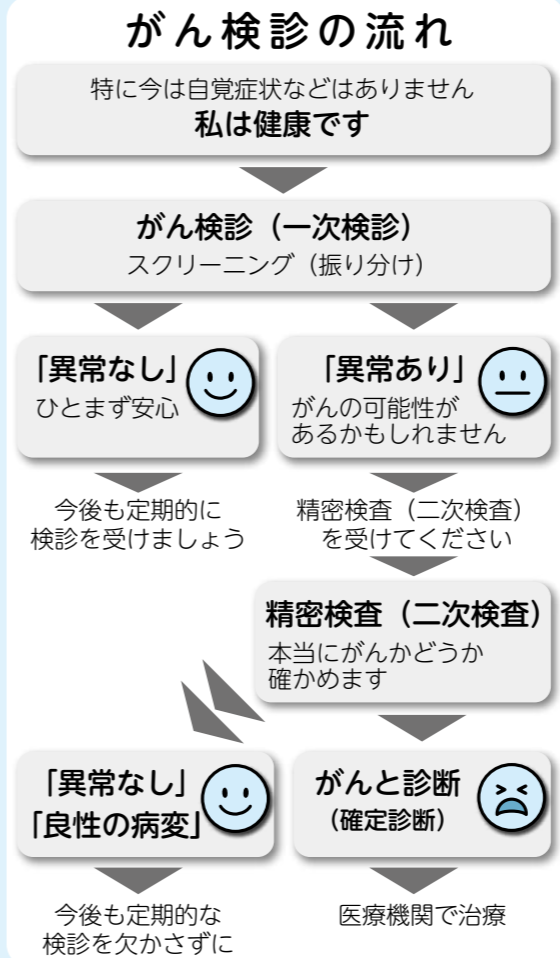 がん検診の流れ
特に今は自覚症状などはありません
私は健康です
がん検診（一次検診）
スクリーニング（振り分け）
「異常なし」
ひとまず安心
「異常あり」
がんの可能性が
あるかもしれません
今後も定期的に
検診を受けましょう
精密検査（二次検査）
を受けてください
精密検査（二次検査）
本当にがんかどうか
確かめます
「異常なし」
「良性の病変」
がんと診断
（確定診断）
今後も定期的な
検診を欠かさずに
医療機関で治療